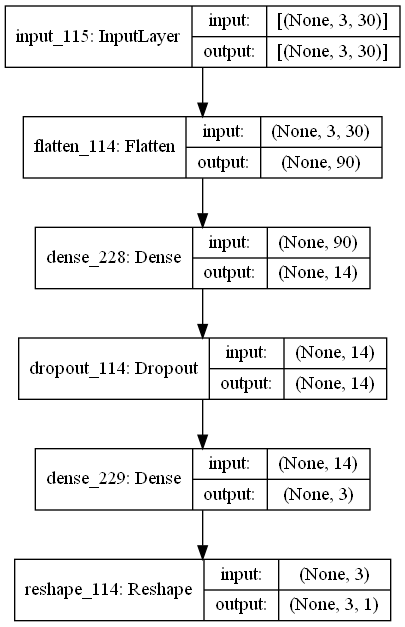 input_115: InputLayer
input: [(None, 3, 30)]
output: [(None, 3, 30)]
flatten_114: Flatten
input: (None, 3, 30)
output: (None, 90)
dense_228: Dense
input: (None, 90)
output: (None, 14)
dropout_114: Dropout
input: (None, 14)
output: (None, 14)
dense_229: Dense
input: (None, 14)
output: (None, 3)
reshape_114: Reshape
input: (None, 3)
output: (None, 3, 1)